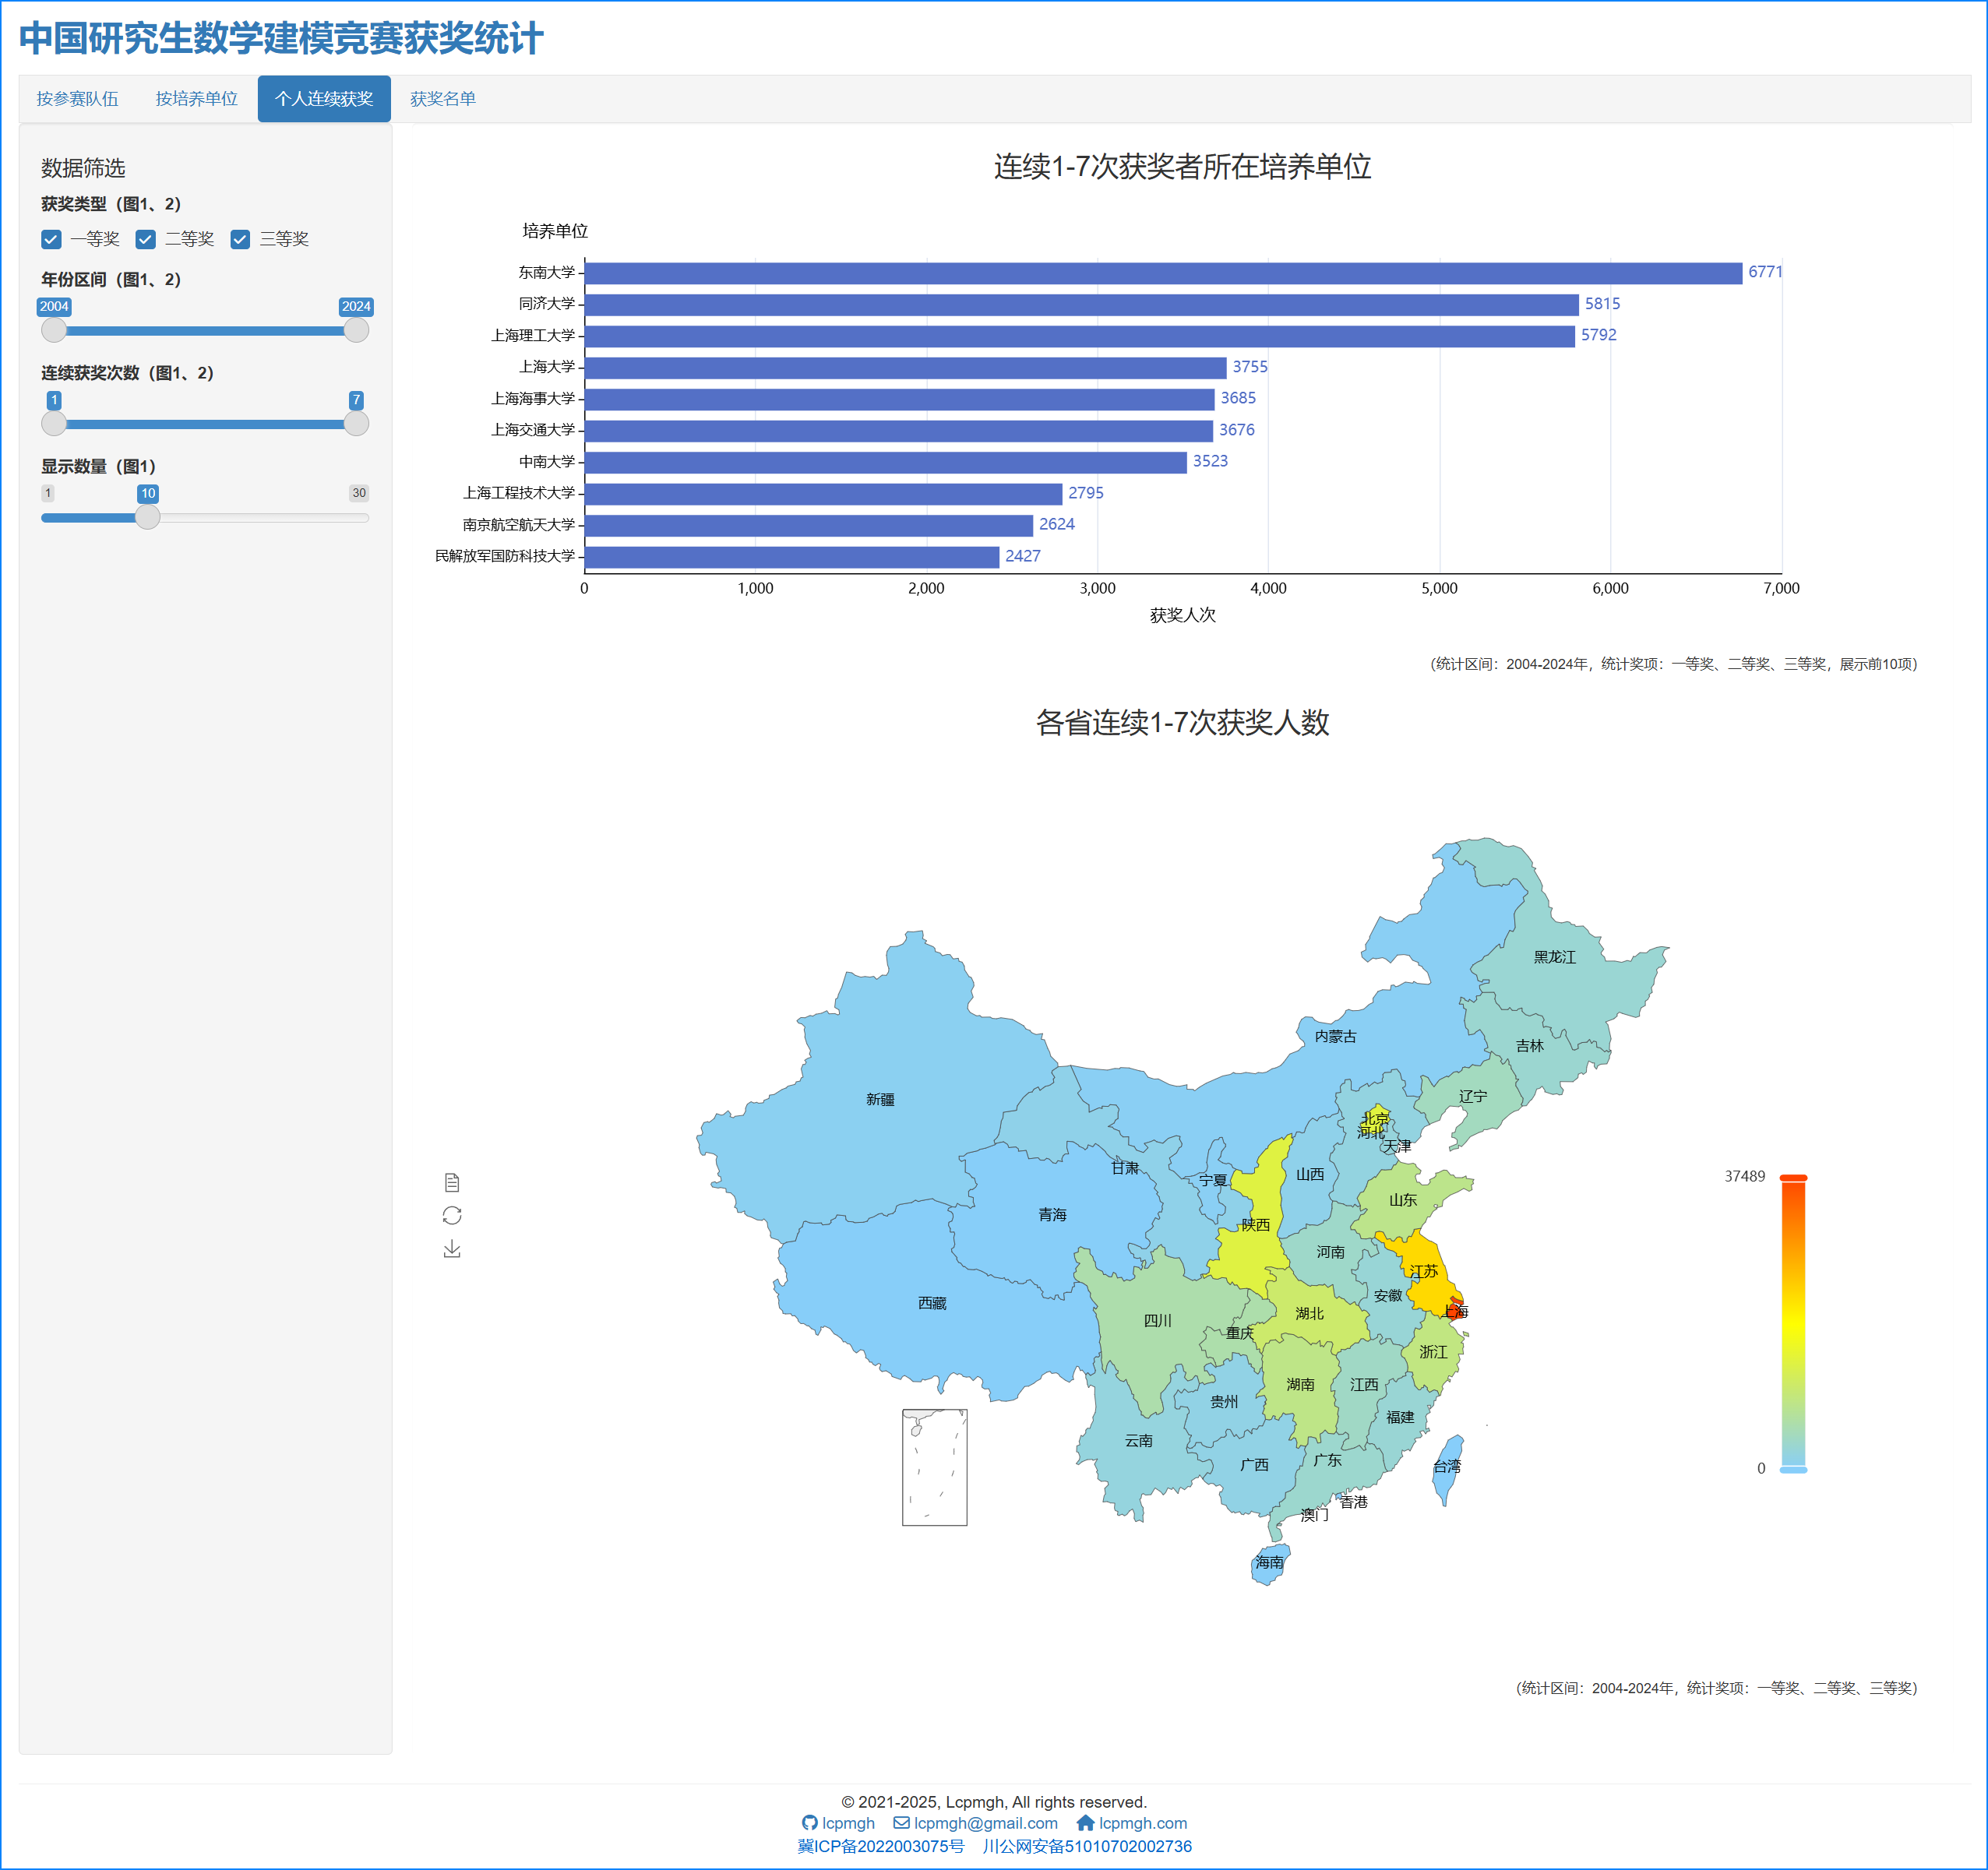 中国研究生数学建模竞赛获奖统计
按参赛队伍 按培养单位 个人连续获奖 获奖名单
数据筛选
获奖类型（图1、2）
一等奖 二等奖 三等奖
年份区间（图1、2）
2004 2024
连续获奖次数（图1、2）
1 7
显示数量（图1）
1 10 30
连续1-7次获奖者所在培养单位
培养单位
东南大学 6771
同济大学 5815
上海理工大学 5792
上海大学 3755
上海海事大学 3685
上海交通大学 3676
中南大学 3523
上海工程技术大学 2795
南京航空航天大学 2624
民解放军国防科技大学 2427
0 1,000 2,000 3,000 4,000 5,000 6,000 7,000
获奖人次
（统计区间：2004-2024年，统计奖项：一等奖、二等奖、三等奖，展示前10项）
各省连续1-7次获奖人数
黑龙江
内蒙古
吉林
辽宁
新疆
北京
河北
天津
甘肃
山西
宁夏
山东
青海
陕西
河南
江苏
安徽
西藏
上海
湖北
四川
重庆
浙江
湖南
江西
贵州
福建
云南
广东
广西
台湾
香港
澳门
海南
37489
0
（统计区间：2004-2024年，统计奖项：一等奖、二等奖、三等奖）
© 2021-2025, Lcpmgh, All rights reserved.
lcpmgh lcpmgh@gmail.com lcpmgh.com
冀ICP备2022003075号 川公网安备51010702002736